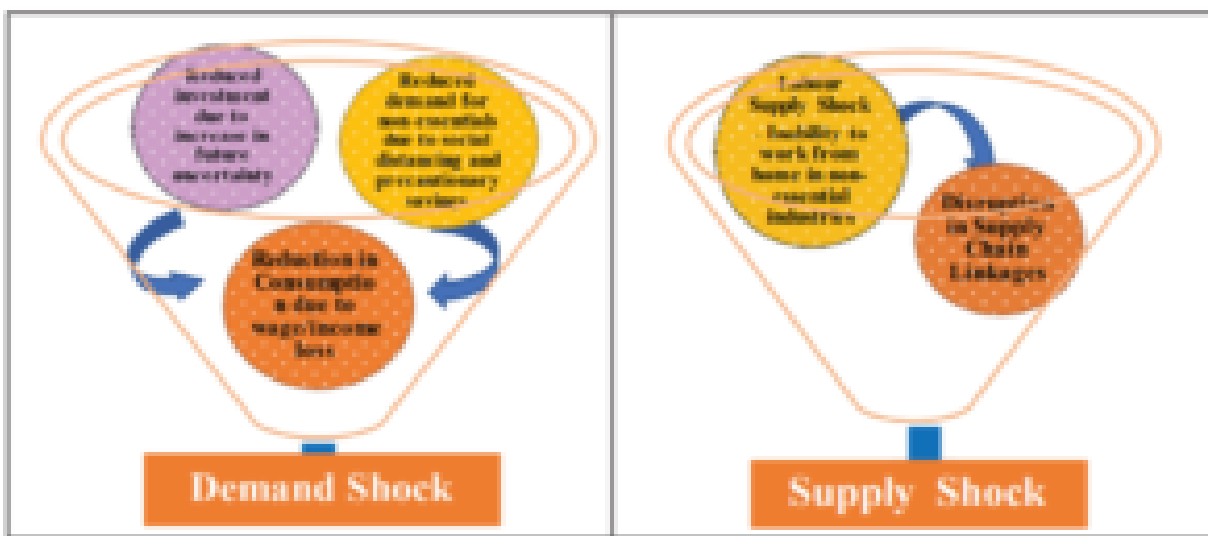 Reduced
investment
due to
increase in
future
uncertainty
Reduced
demand for
non-essentials
due to social
distancing and
precautionary
savings
Reduction in
Consumptio
n due to
wage/income
loss
Demand Shock
Labour
Supply Shock
- Inability to
work from
home in non-
essential
industries
Disruption
in Supply
Chain
Linkages
Supply Shock